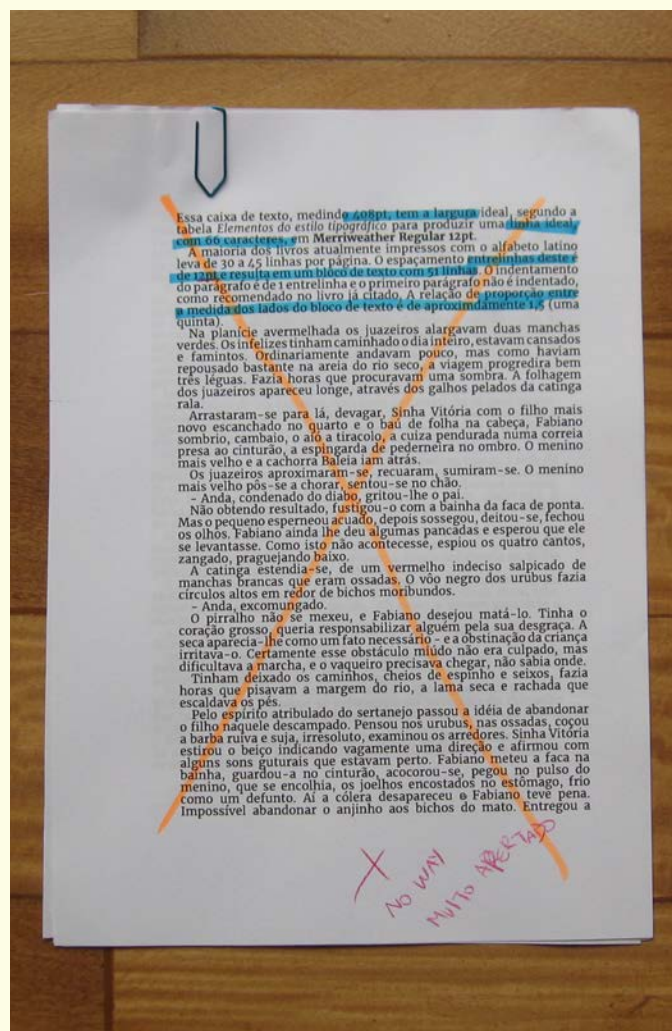 Essa caixa de texto, medindo 408pt, tem a largura ideal, segundo a
tabela Elementos do estilo tipográfico para produzir uma linha ideal,
com 66 caracteres, em Merriweather Regular 12pt.
A maioria dos livros atualmente impressos com o alfabeto latino
leva de 30 a 45 linhas por página. O espaçamento entrelinhas deste é
de 12pt e resulta em um bloco de texto com 51 linhas. O indentamento
do parágrafo é de 1 entrelinha e o primeiro parágrafo não é indentado,
como recomendado no livro já citado. A relação de proporção entre
a medida dos lados do bloco de texto é de aproximdamente 1,5 (uma
quinta).
Na planície avermelhada os juazeiros alargavam duas manchas
verdes. Os infelizes tinham caminhado o dia inteiro, estavam cansados
e famintos. Ordinariamente andavam pouco, mas como haviam
repousado bastante na areia do rio seco, a viagem progredira bem
três léguas. Fazia horas que procuravam uma sombra. A folhagem
dos juazeiros apareceu longe, através dos galhos pelados da catinga
rala.
Arrastaram-se para lá, devagar, Sinha Vitória com o filho mais
novo escanchado no quarto e o baú de folha na cabeça, Fabiano
sombrio, cambaio, o aió a tiracolo, a cuiza pendurada numa correia
presa ao cinturão, a espingarda de pederneira no ombro. O menino
mais velho e a cachorra Baleia iam atrás.
Os juazeiros aproximaram-se, recuaram, sumiram-se. O menino
mais velho pôs-se a chorar, sentou-se no chão.
– Anda, condenado do diabo, gritou-lhe o pai.
Não obtendo resultado, fustigou-o com a bainha da faca de ponta.
Mas o pequeno esperneou acuado, depois sossegou, deitou-se, fechou
os olhos. Fabiano ainda lhe deu algumas pancadas e esperou que ele
se levantasse. Como isto não acontecesse, espiou os quatro cantos,
zangado, praguejando baixo.
A catinga estendia-se, de um vermelho indeciso salpicado de
manchas brancas que eram ossadas. O vôo negro dos urubus fazia
círculos altos em redor de bichos moribundos.
– Anda, excomungado.
O pirralho não se mexeu, e Fabiano desejou matá-lo. Tinha o
coração grosso, queria responsabilizar alguém pela sua desgraça. A
seca aparecia-lhe como um fato necessário – e a obstinação da criança
irritava-o. Certamente esse obstáculo miúdo não era culpado, mas
dificultava a marcha, e o vaqueiro precisava chegar, não sabia onde.
Tinham deixado os caminhos, cheios de espinho e seixos, fazia
horas que pisavam a margem do rio, a lama seca e rachada que
escaldava os pés.
Pelo espírito atribulado do sertanejo passou a idéia de abandonar
o filho naquele descampado. Pensou nos urubus, nas ossadas, coçou
a barba ruiva e suja, irresoluto, examinou os arredores. Sinha Vitória
estirou o beiço indicando vagamente uma direção e afirmou com
alguns sons guturais que estavam perto. Fabiano meteu a faca na
bainha, guardou-a no cinturão, acocorou-se, pegou no pulso do
menino, que se encolhia, os joelhos encostados no estômago, frio
como um defunto. Aí a cólera desapareceu e Fabiano teve pena.
Impossível abandonar o anjinho aos bichos do mato. Entregou a
NO WAY
MUITO APERTADO